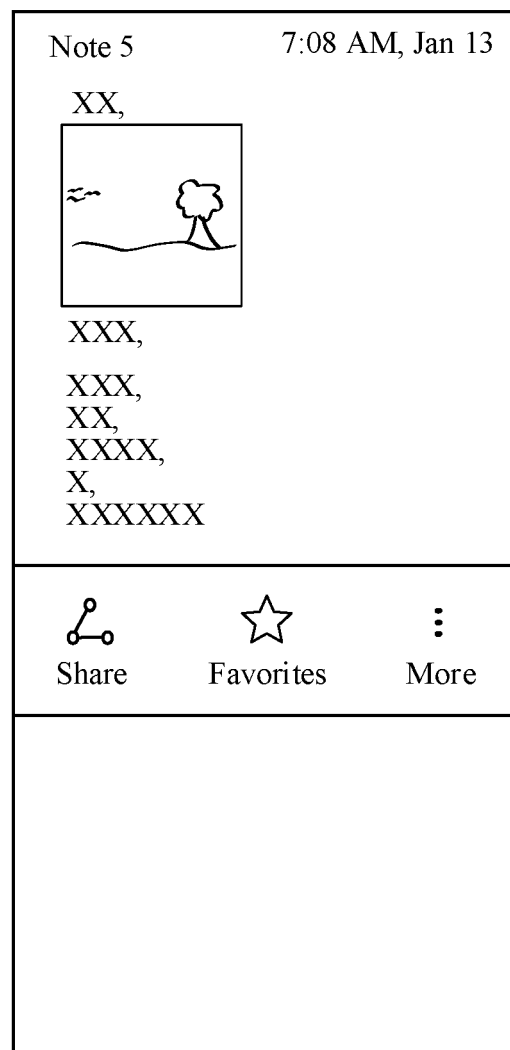 Note 5 7:08 AM, Jan 13
XX,
XXX,
XXX,
XX,
XXXX,
X,
XXXXXX
Share Favorites More